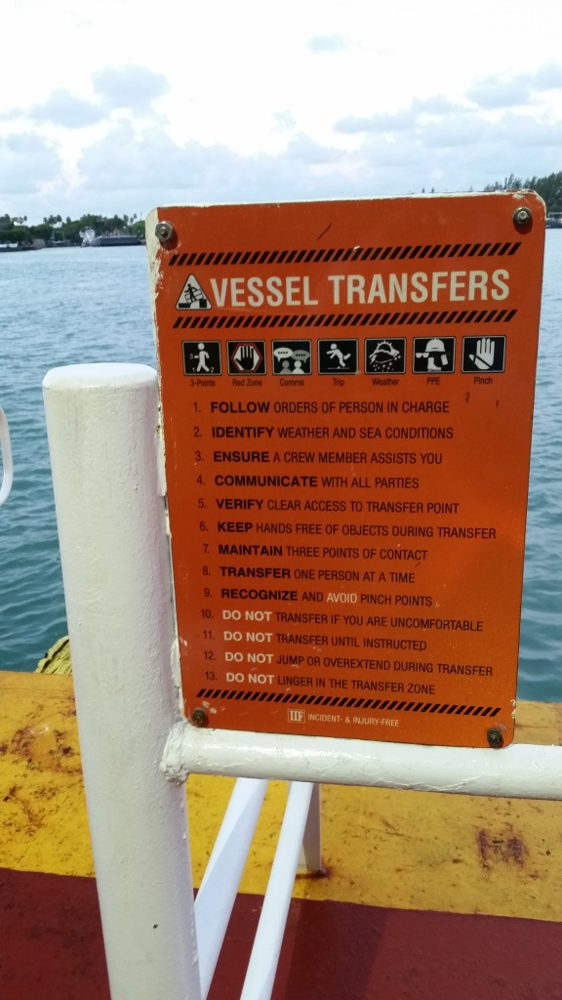 VESSEL TRANSFERS
3-Points Red Zone Comms Trip Weather PPE Pinch
1. FOLLOW ORDERS OF PERSON IN CHARGE
2. IDENTIFY WEATHER AND SEA CONDITIONS
3. ENSURE A CREW MEMBER ASSISTS YOU
4. COMMUNICATE WITH ALL PARTIES
5. VERIFY CLEAR ACCESS TO TRANSFER POINT
6. KEEP HANDS FREE OF OBJECTS DURING TRANSFER
7. MAINTAIN THREE POINTS OF CONTACT
8. TRANSFER ONE PERSON AT A TIME
9. RECOGNIZE AND AVOID PINCH POINTS
10. DO NOT TRANSFER IF YOU ARE UNCOMFORTABLE
11. DO NOT TRANSFER UNTIL INSTRUCTED
12. DO NOT JUMP OR OVEREXTEND DURING TRANSFER
13. DO NOT LINGER IN THE TRANSFER ZONE
IIF INCIDENT- & INJURY-FREE